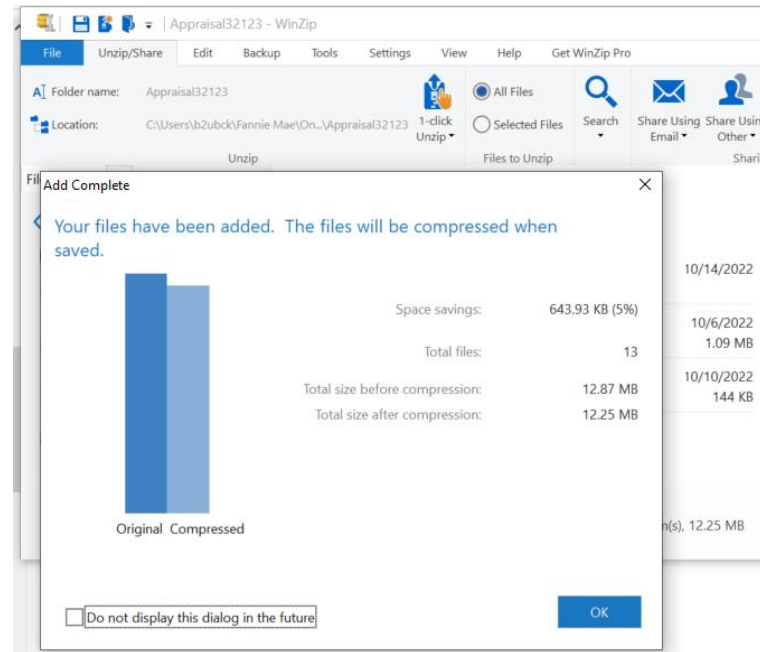 Appraisal32123 - WinZip
File Unzip/Share Edit Backup Tools Settings View Help Get WinZip Pro
Folder name: Appraisal32123
Location: C:\Users\b2ubck\Fannie Mae\On...\Appraisal32123
1-click
Unzip
All Files
Selected Files
Search
Share Using
Email
Share Usin
Other
Unzip
Files to Unzip
Shari
Fil
Add Complete
Your files have been added. The files will be compressed when
saved.
10/14/2022
Space savings: 643.93 KB (5%)
10/6/2022
1.09 MB
Total files: 13
10/10/2022
144 KB
Total size before compression: 12.87 MB
Total size after compression: 12.25 MB
Original Compressed
n(s), 12.25 MB
Do not display this dialog in the future
OK